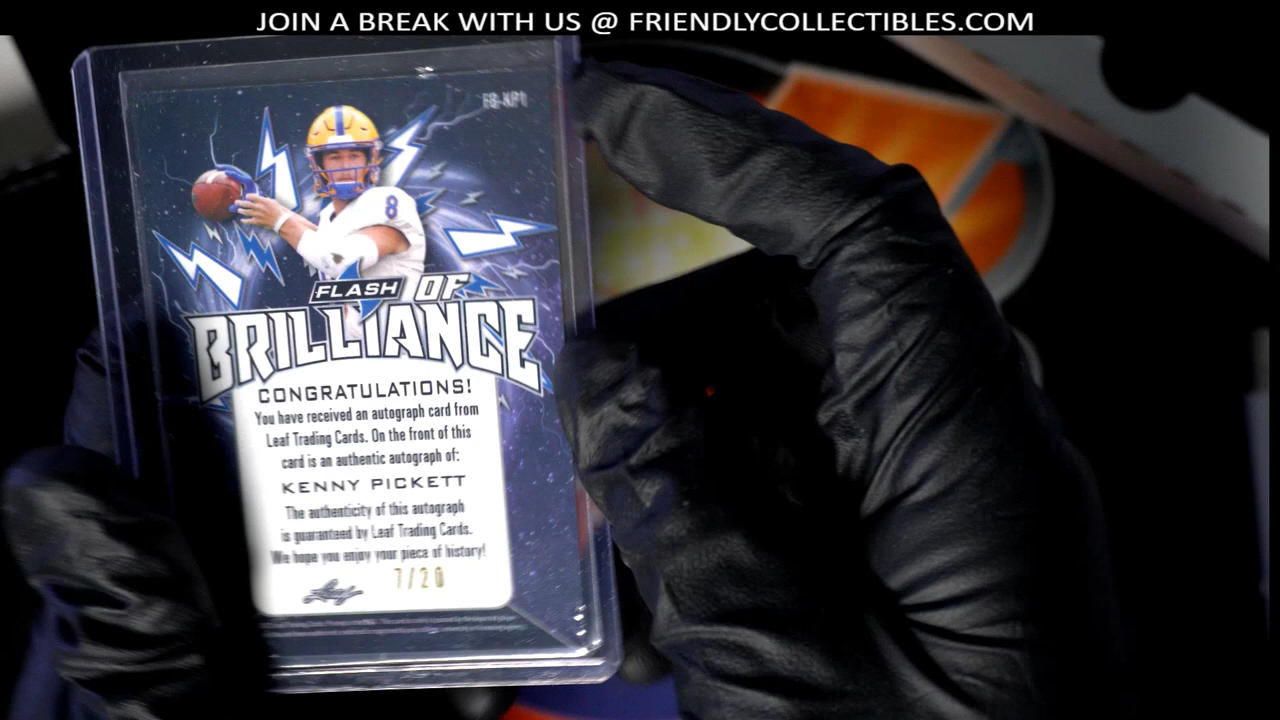 JOIN A BREAK WITH US @ FRIENDLYCOLLECTIBLES.COM
FB-KP1
8
FLASH OF
BRILLIANCE
CONGRATULATIONS!
You have received an autograph card from
Leaf Trading Cards. On the front of this
card is an authentic autograph of:
KENNY PICKETT
The authenticity of this autograph
is guaranteed by Leaf Trading Cards.
We hope you enjoy your piece of history!
Leaf
7/20